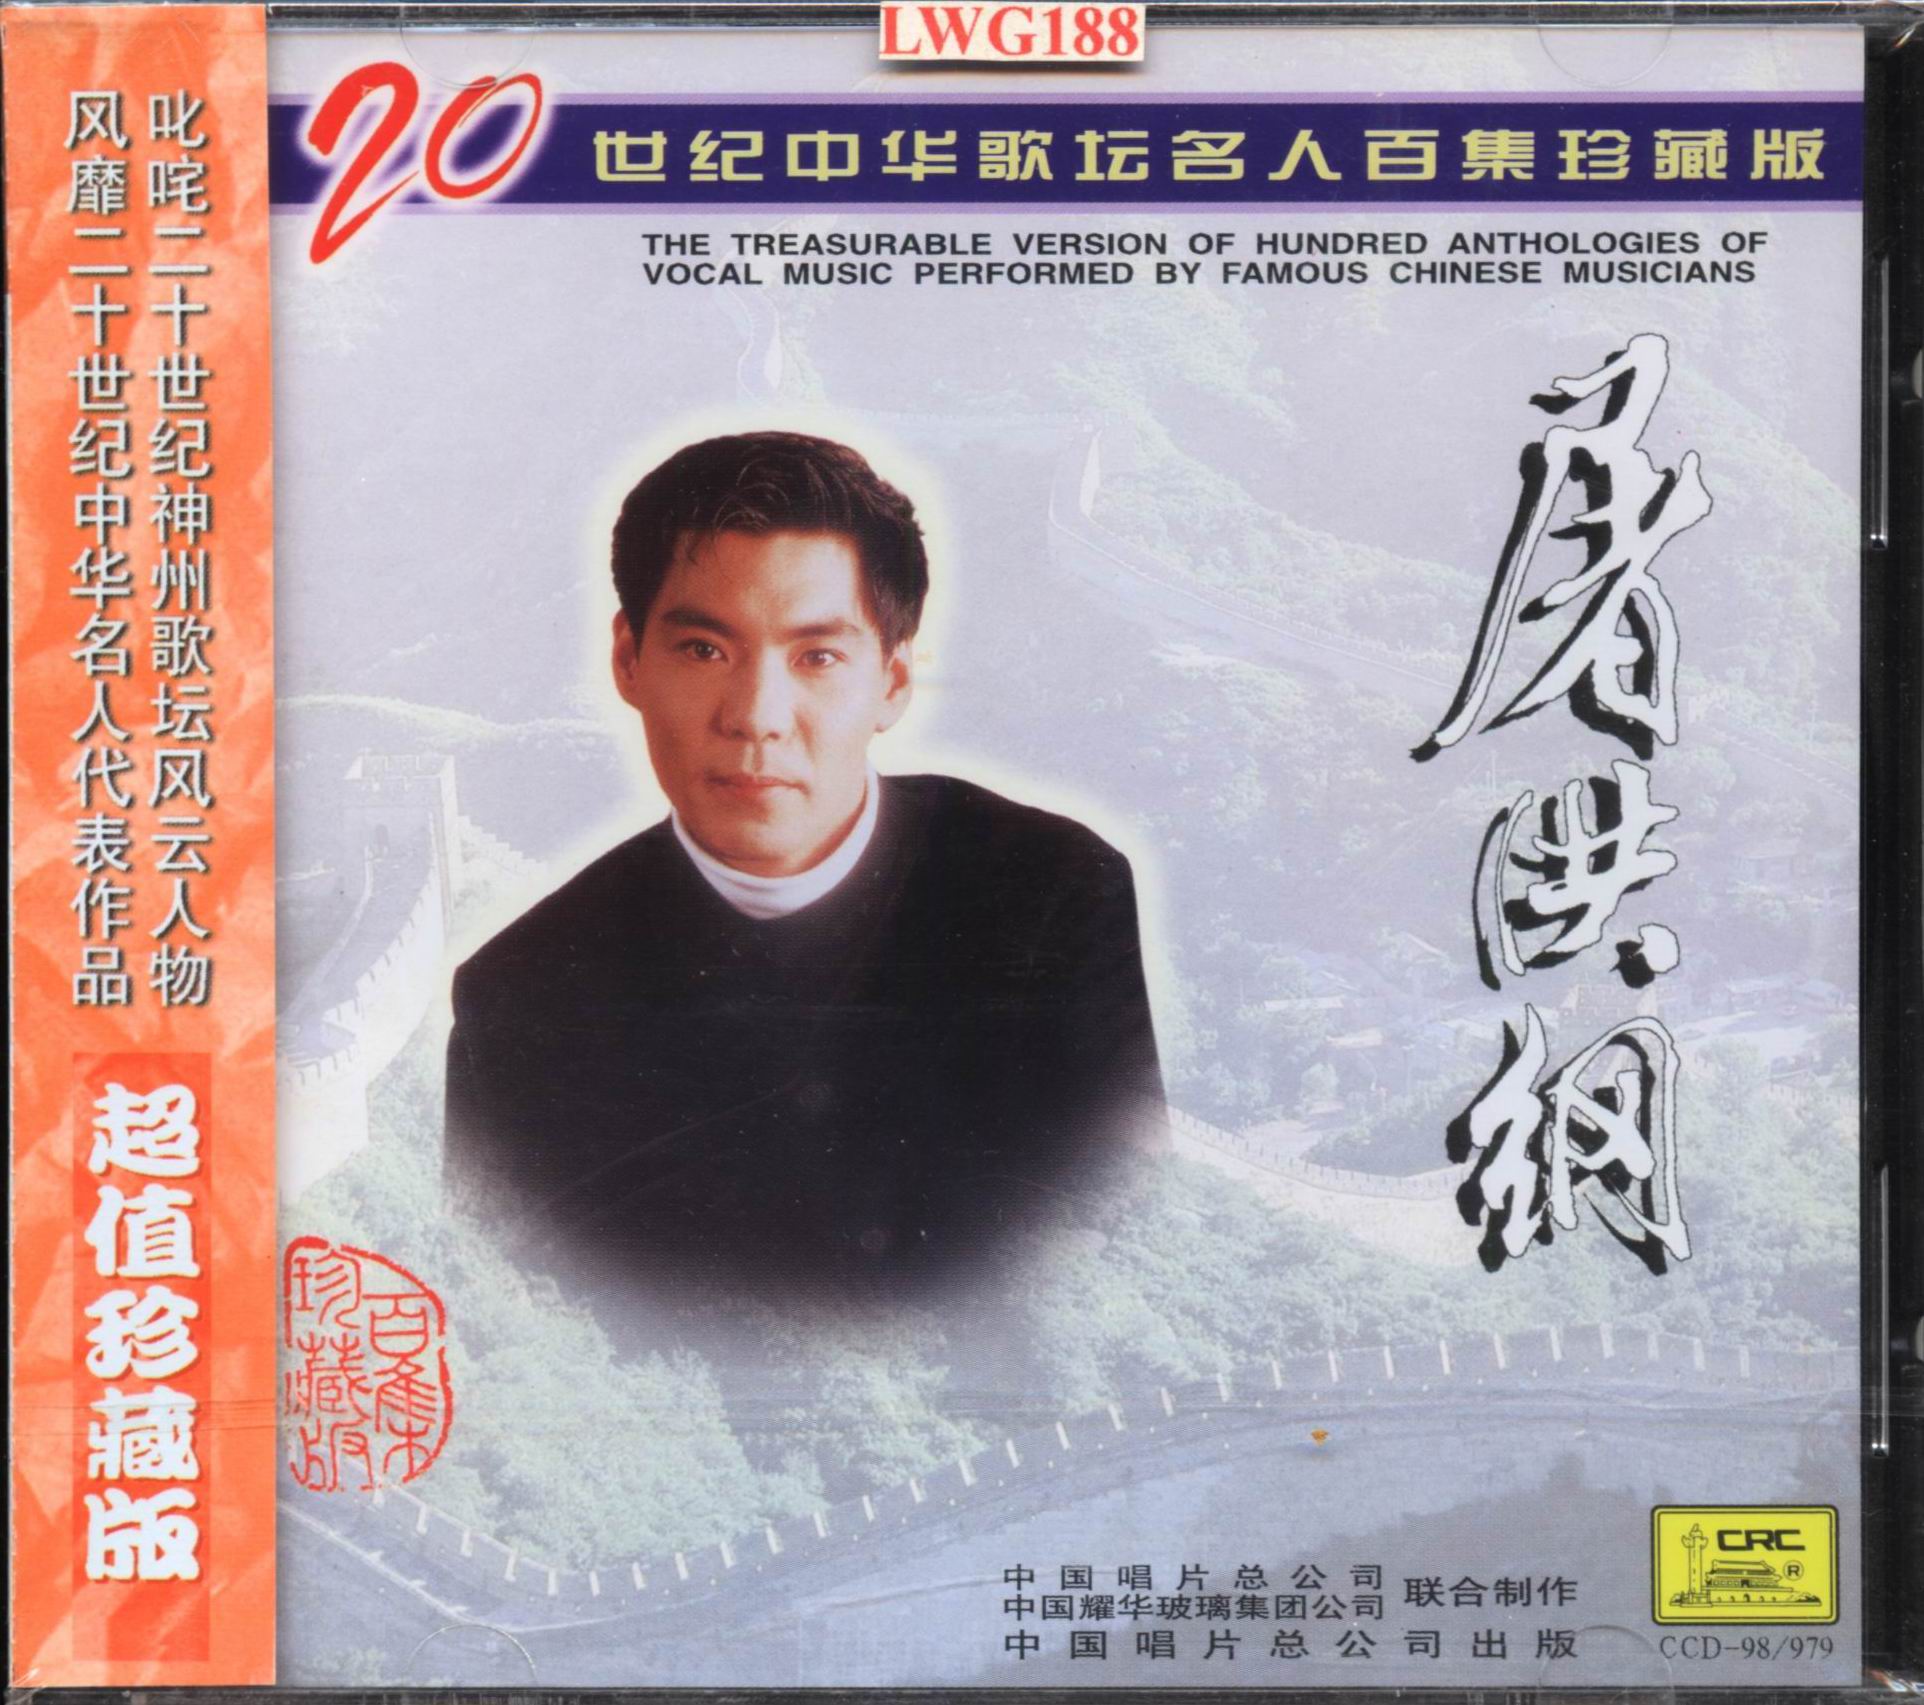 LWG188
20世纪中华歌坛名人百集珍藏版
THE TREASURABLE VERSION OF HUNDRED ANTHOLOGIES OF
VOCAL MUSIC PERFORMED BY FAMOUS CHINESE MUSICIANS
叱咤二十世纪神州歌坛风云人物
风靡二十世纪中华名人代表作品
超值珍藏版
屠洪纲
百集
珍藏版
中国唱片总公司
中国耀华玻璃集团公司
联合制作
中国唱片总公司出版
CRC
®
CCD-98/979